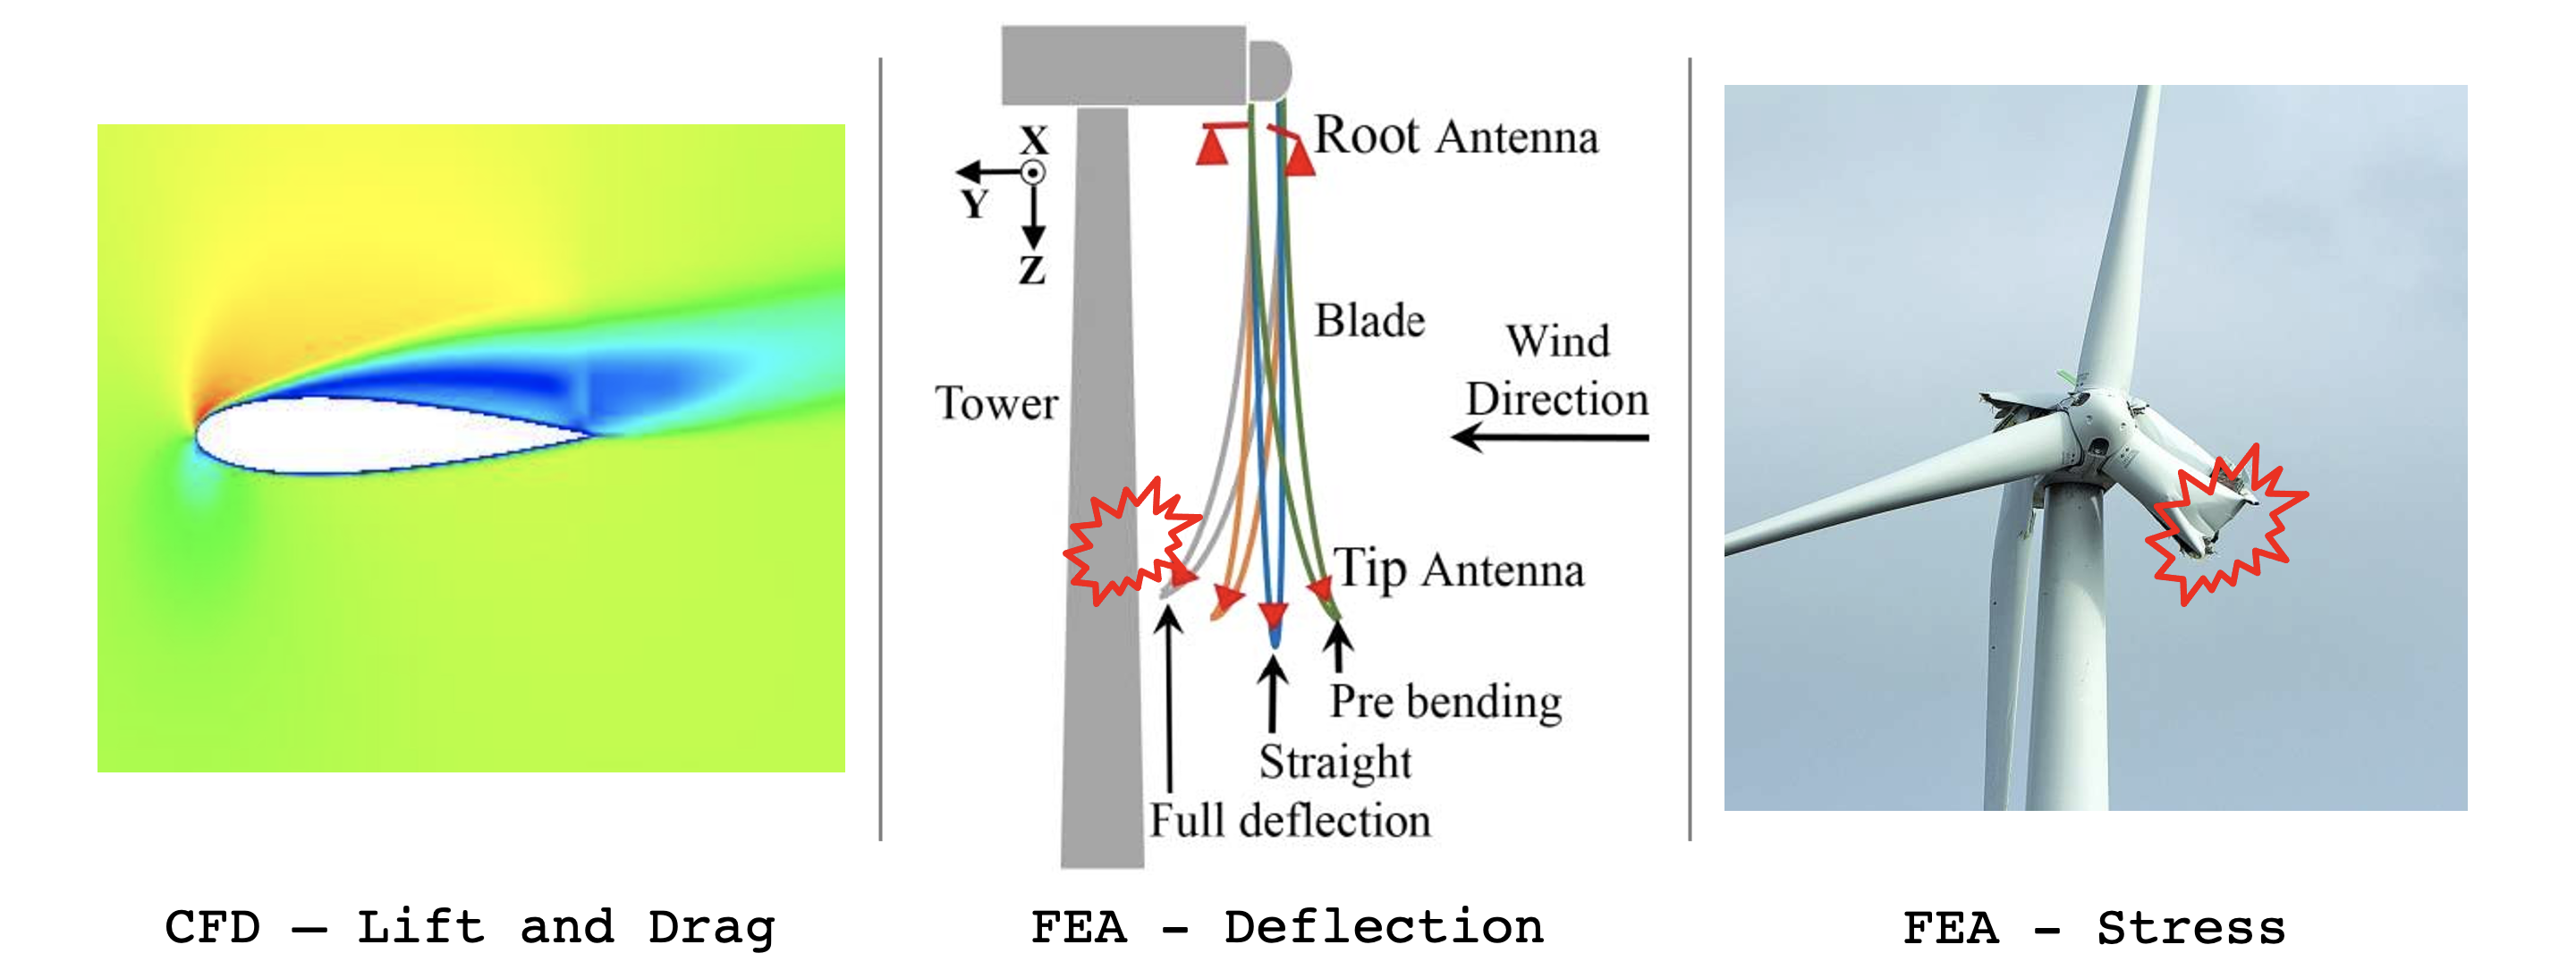 X
Y
Z
Root Antenna
Blade
Wind
Direction
Tower
Tip Antenna
Pre bending
Straight
Full deflection
CFD – Lift and Drag
FEA - Deflection
FEA - Stress